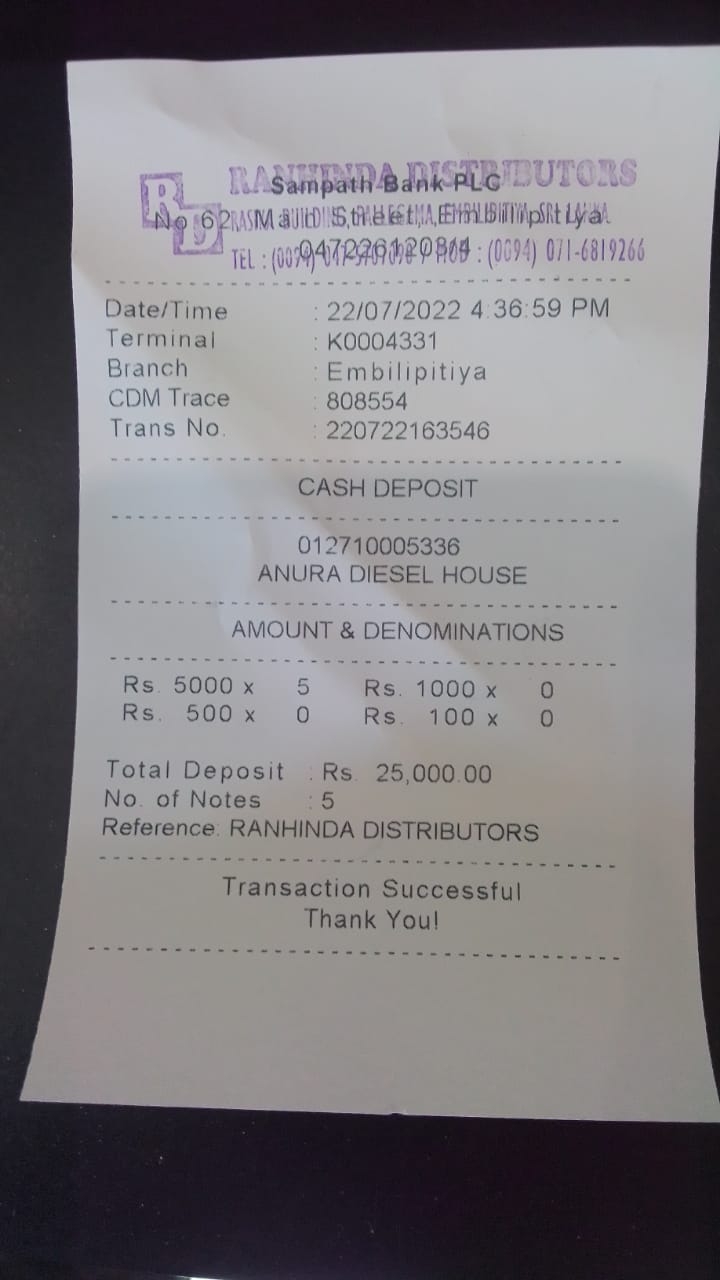 RANHINDA DISTRIBUTORS
Sampath Bank PLC
RD
No 62 Main Street, Embilipitiya
TEL : (0094) : (0094) 071-6819266
Date/Time : 22/07/2022 4:36:59 PM
Terminal : K0004331
Branch : Embilipitiya
CDM Trace : 808554
Trans No. : 220722163546
CASH DEPOSIT
012710005336
ANURA DIESEL HOUSE
AMOUNT & DENOMINATIONS
Rs. 5000 x 5 Rs. 1000 x 0
Rs. 500 x 0 Rs. 100 x 0
Total Deposit : Rs. 25,000.00
No. of Notes : 5
Reference: RANHINDA DISTRIBUTORS
Transaction Successful
Thank You!